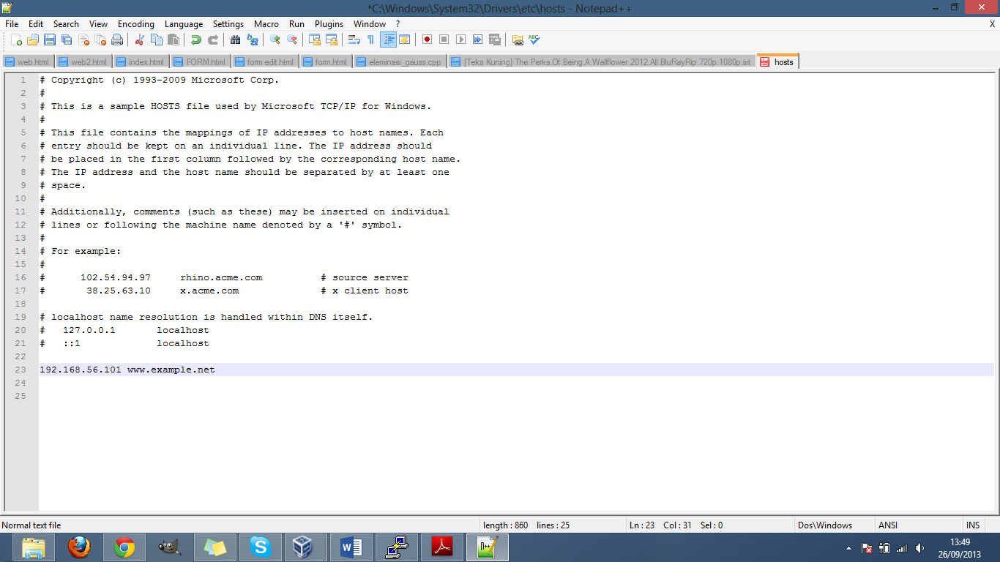 *C:\Windows\System32\Drivers\etc\hosts - Notepad++
File Edit Search View Encoding Language Settings Macro Run Plugins Window ? X
web.html web2.html index.html FORM.html form edit.html form.html eleminasi_gauss.cpp [Teks Kuning] The.Perks.Of.Being.A.Wallflower.2012.All.BluRayRip.720p.1080p.srt hosts
1 # Copyright (c) 1993-2009 Microsoft Corp.
2 #
3 # This is a sample HOSTS file used by Microsoft TCP/IP for Windows.
4 #
5 # This file contains the mappings of IP addresses to host names. Each
6 # entry should be kept on an individual line. The IP address should
7 # be placed in the first column followed by the corresponding host name.
8 # The IP address and the host name should be separated by at least one
9 # space.
10 #
11 # Additionally, comments (such as these) may be inserted on individual
12 # lines or following the machine name denoted by a '#' symbol.
13 #
14 # For example:
15 #
16 #      102.54.94.97     rhino.acme.com          # source server
17 #       38.25.63.10     x.acme.com              # x client host
18
19 # localhost name resolution is handled within DNS itself.
20 #   127.0.0.1       localhost
21 #   ::1             localhost
22
23 192.168.56.101 www.example.net
24
25
Normal text file length : 860 lines : 25 Ln : 23 Col : 31 Sel : 0 Dos\Windows ANSI INS
13:49
26/09/2013